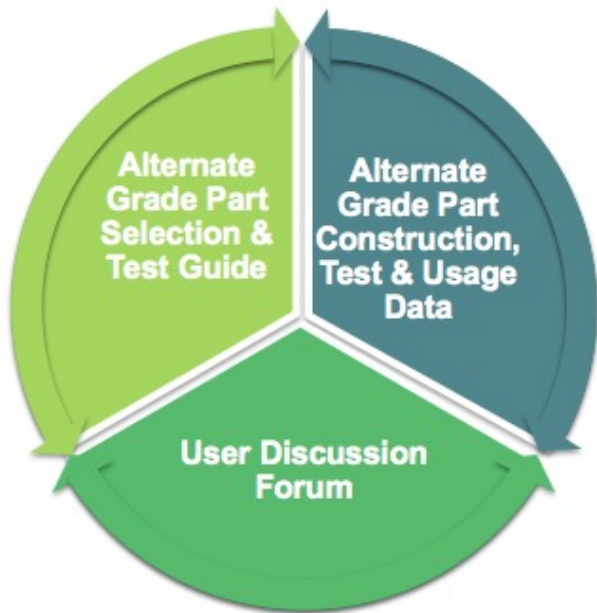 Alternate
Grade Part
Selection &
Test Guide
Alternate
Grade Part
Construction,
Test & Usage
Data
User Discussion
Forum